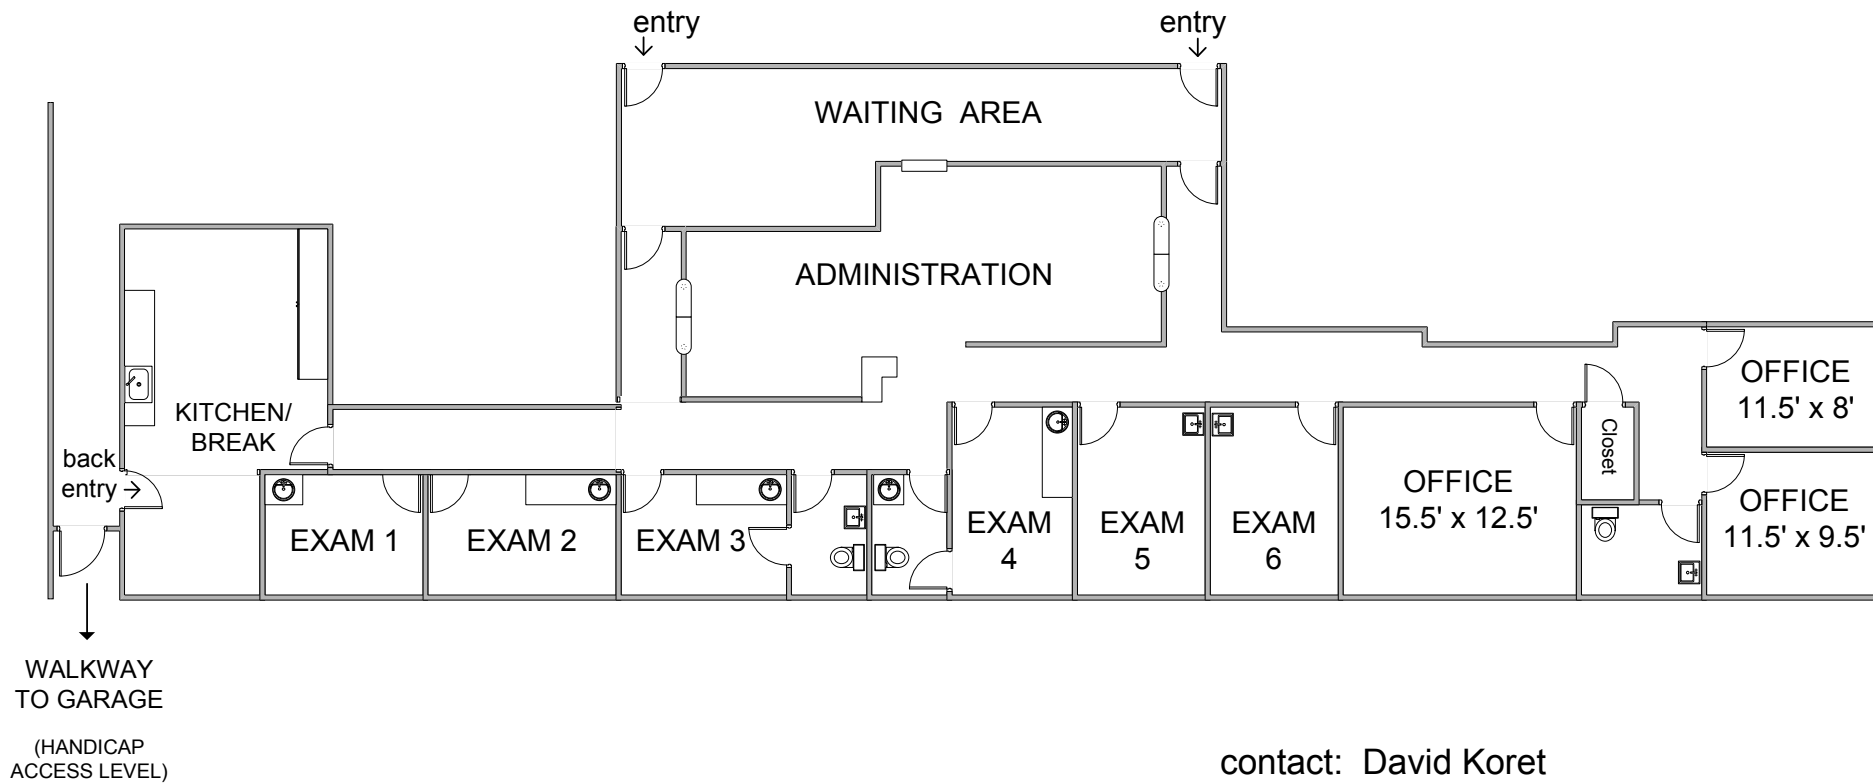 entry
entry
WAITING AREA
ADMINISTRATION
KITCHEN/
BREAK
back
entry
EXAM 1
EXAM 2
EXAM 3
EXAM
4
EXAM
5
EXAM
6
OFFICE
15.5' x 12.5'
Closet
OFFICE
11.5' x 8'
OFFICE
11.5' x 9.5'
WALKWAY
TO GARAGE
(HANDICAP
ACCESS LEVEL)
contact: David Koret